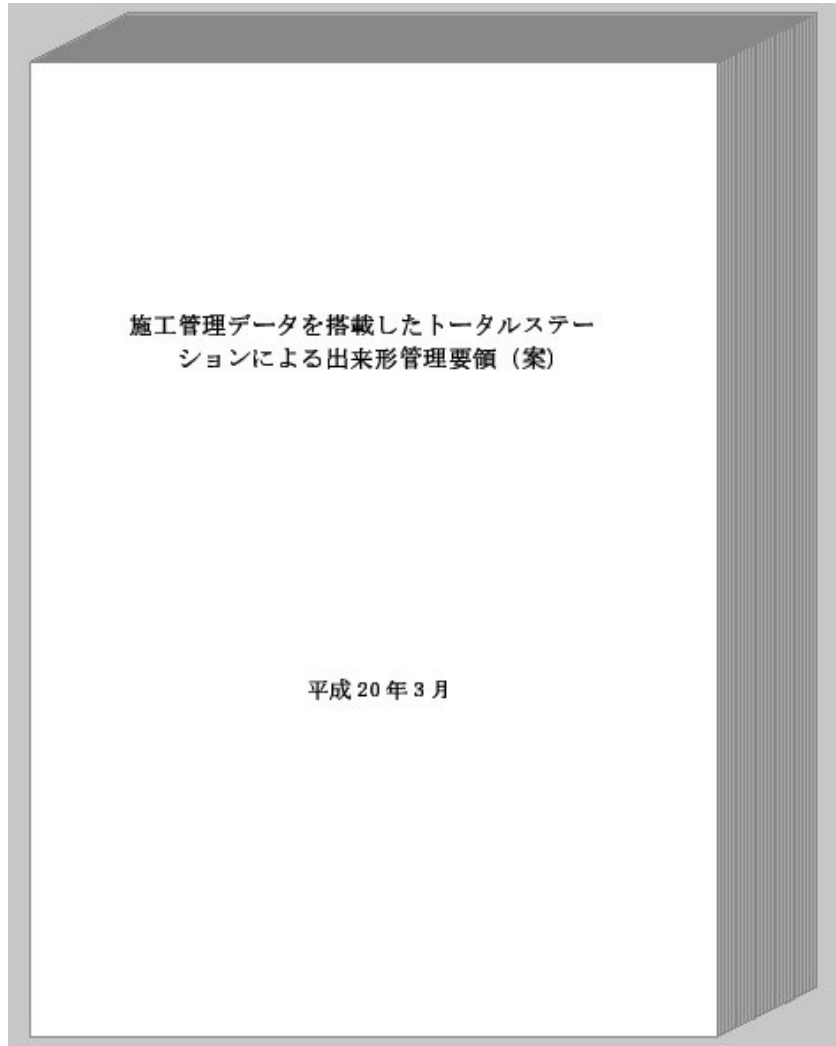 施工管理データを搭載したトータルステー
ションによる出来形管理要領（案）
平成 20 年 3 月